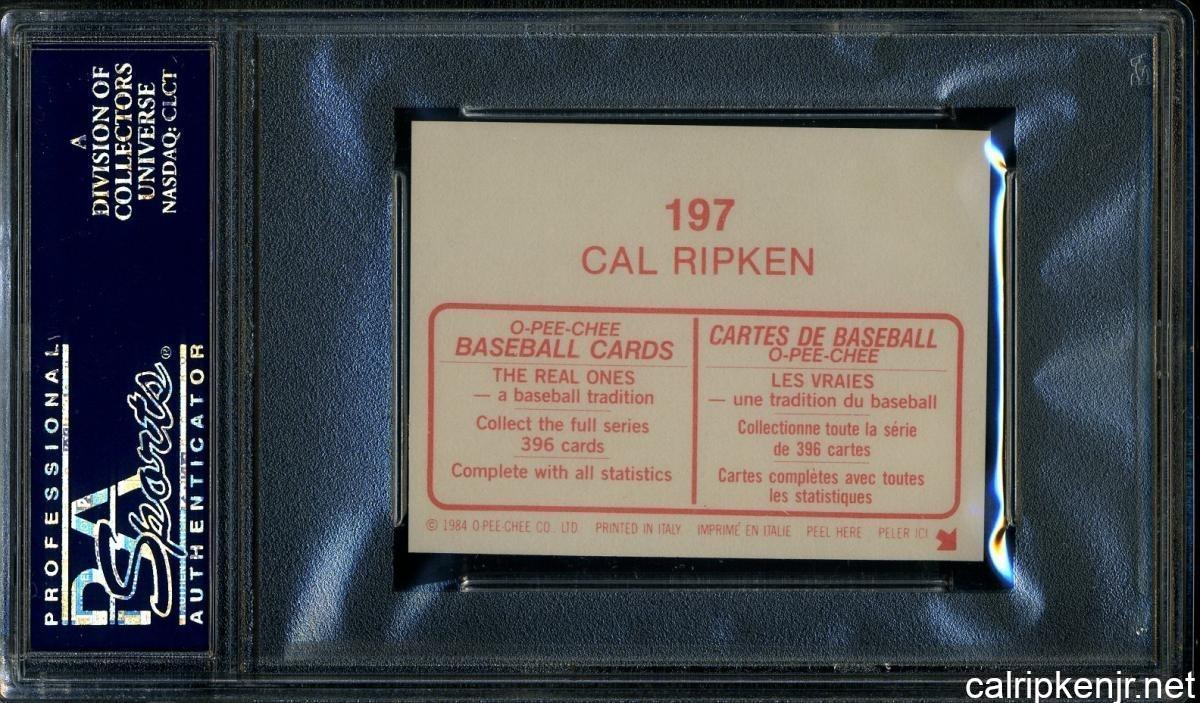 A
DIVISION OF
COLLECTORS
UNIVERSE
NASDAQ: CLCT
PROFESSIONAL
PSA
Sports®
AUTHENTICATOR
197
CAL RIPKEN
O-PEE-CHEE
BASEBALL CARDS
THE REAL ONES
— a baseball tradition
Collect the full series
396 cards
Complete with all statistics
CARTES DE BASEBALL
O-PEE-CHEE
LES VRAIES
— une tradition du baseball
Collectionne toute la série
de 396 cartes
Cartes complètes avec toutes
les statistiques
© 1984 O-PEE-CHEE CO., LTD. PRINTED IN ITALY IMPRIMÉ EN ITALIE PEEL HERE PELER ICI
calripkenjr.net